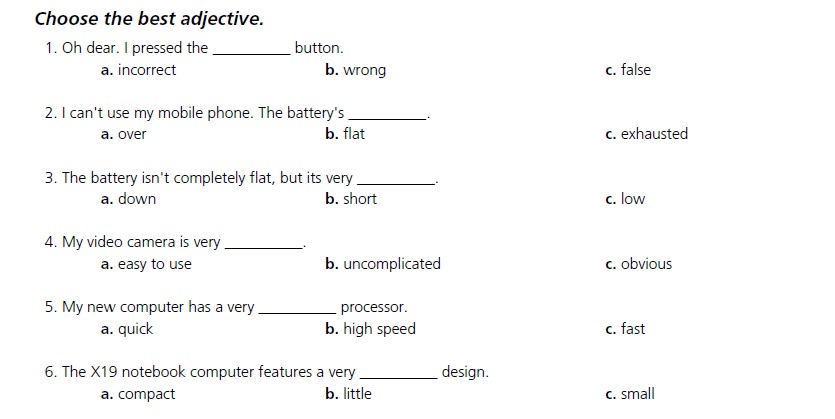 Choose the best adjective.
1. Oh dear. I pressed the __________ button.
a. incorrect b. wrong c. false
2. I can't use my mobile phone. The battery's __________.
a. over b. flat c. exhausted
3. The battery isn't completely flat, but its very __________.
a. down b. short c. low
4. My video camera is very __________.
a. easy to use b. uncomplicated c. obvious
5. My new computer has a very __________ processor.
a. quick b. high speed c. fast
6. The X19 notebook computer features a very __________ design.
a. compact b. little c. small